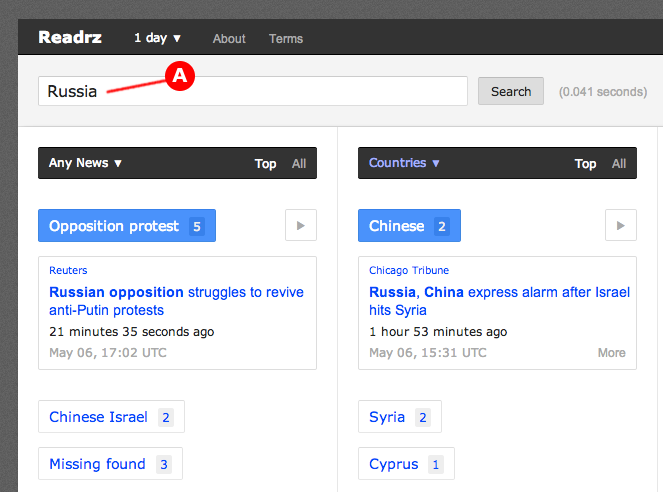 Readrz 1 day ▼ About Terms
A
Russia Search (0.041 seconds)
Any News ▼ Top All
Opposition protest 5
Reuters
Russian opposition struggles to revive
anti-Putin protests
21 minutes 35 seconds ago
May 06, 17:02 UTC
Chinese Israel 2
Missing found 3
Countries ▼ Top All
Chinese 2
Chicago Tribune
Russia, China express alarm after Israel
hits Syria
1 hour 53 minutes ago
May 06, 15:31 UTC More
Syria 2
Cyprus 1